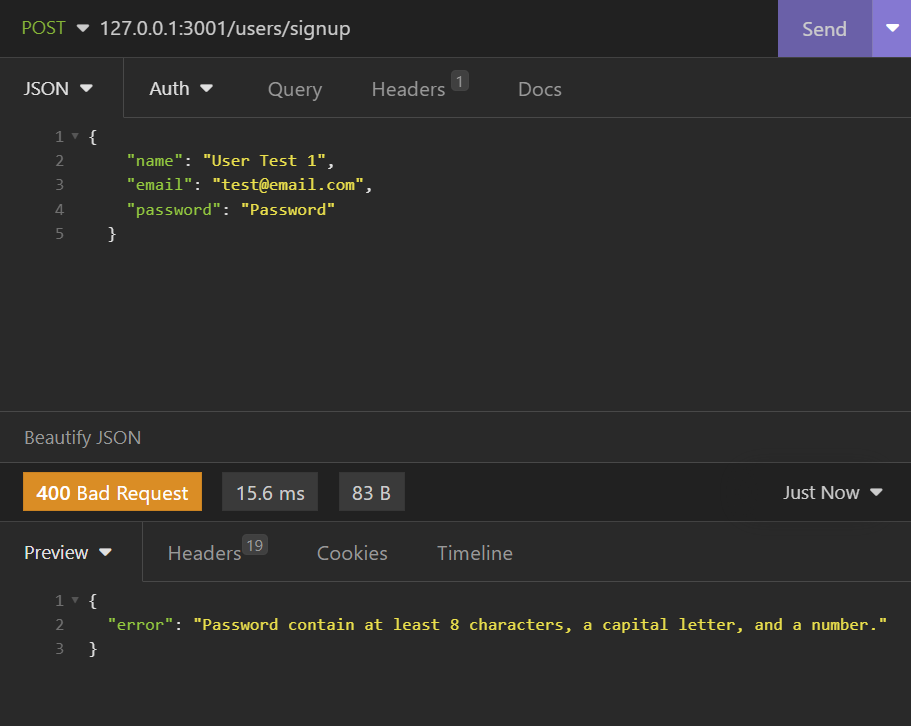 POST 127.0.0.1:3001/users/signup Send
JSON Auth Query Headers 1 Docs
1 {
2 "name": "User Test 1",
3 "email": "test@email.com",
4 "password": "Password"
5 }
Beautify JSON
400 Bad Request 15.6 ms 83 B Just Now
Preview Headers 19 Cookies Timeline
1 {
2 "error": "Password contain at least 8 characters, a capital letter, and a number."
3 }